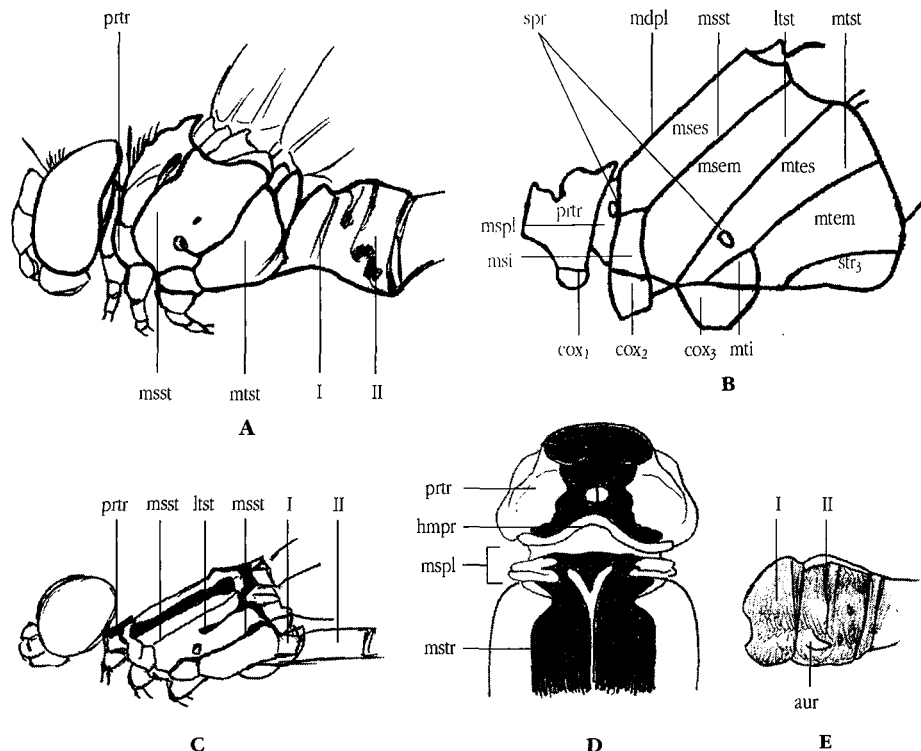 prtr
msst mtst I II
A
spr mdpl msst ltst mtst
mses
msem
mtes
prtr
mspl
mtem
msi
str3
cox1 cox2 cox3 mti
B
prtr msst ltst msst I II
C
prtr
hmpr
mspl
mstr
D
I II
aur
E